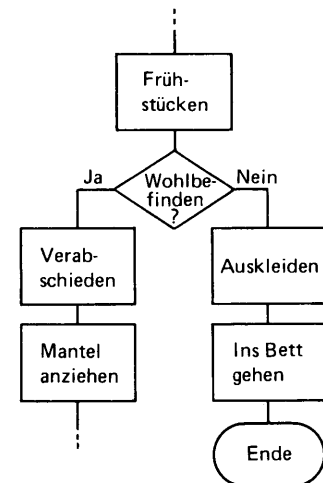 Früh-
stücken
Ja
Wohlbe-
finden
?
Nein
Verab-
schieden
Auskleiden
Mantel
anziehen
Ins Bett
gehen
Ende